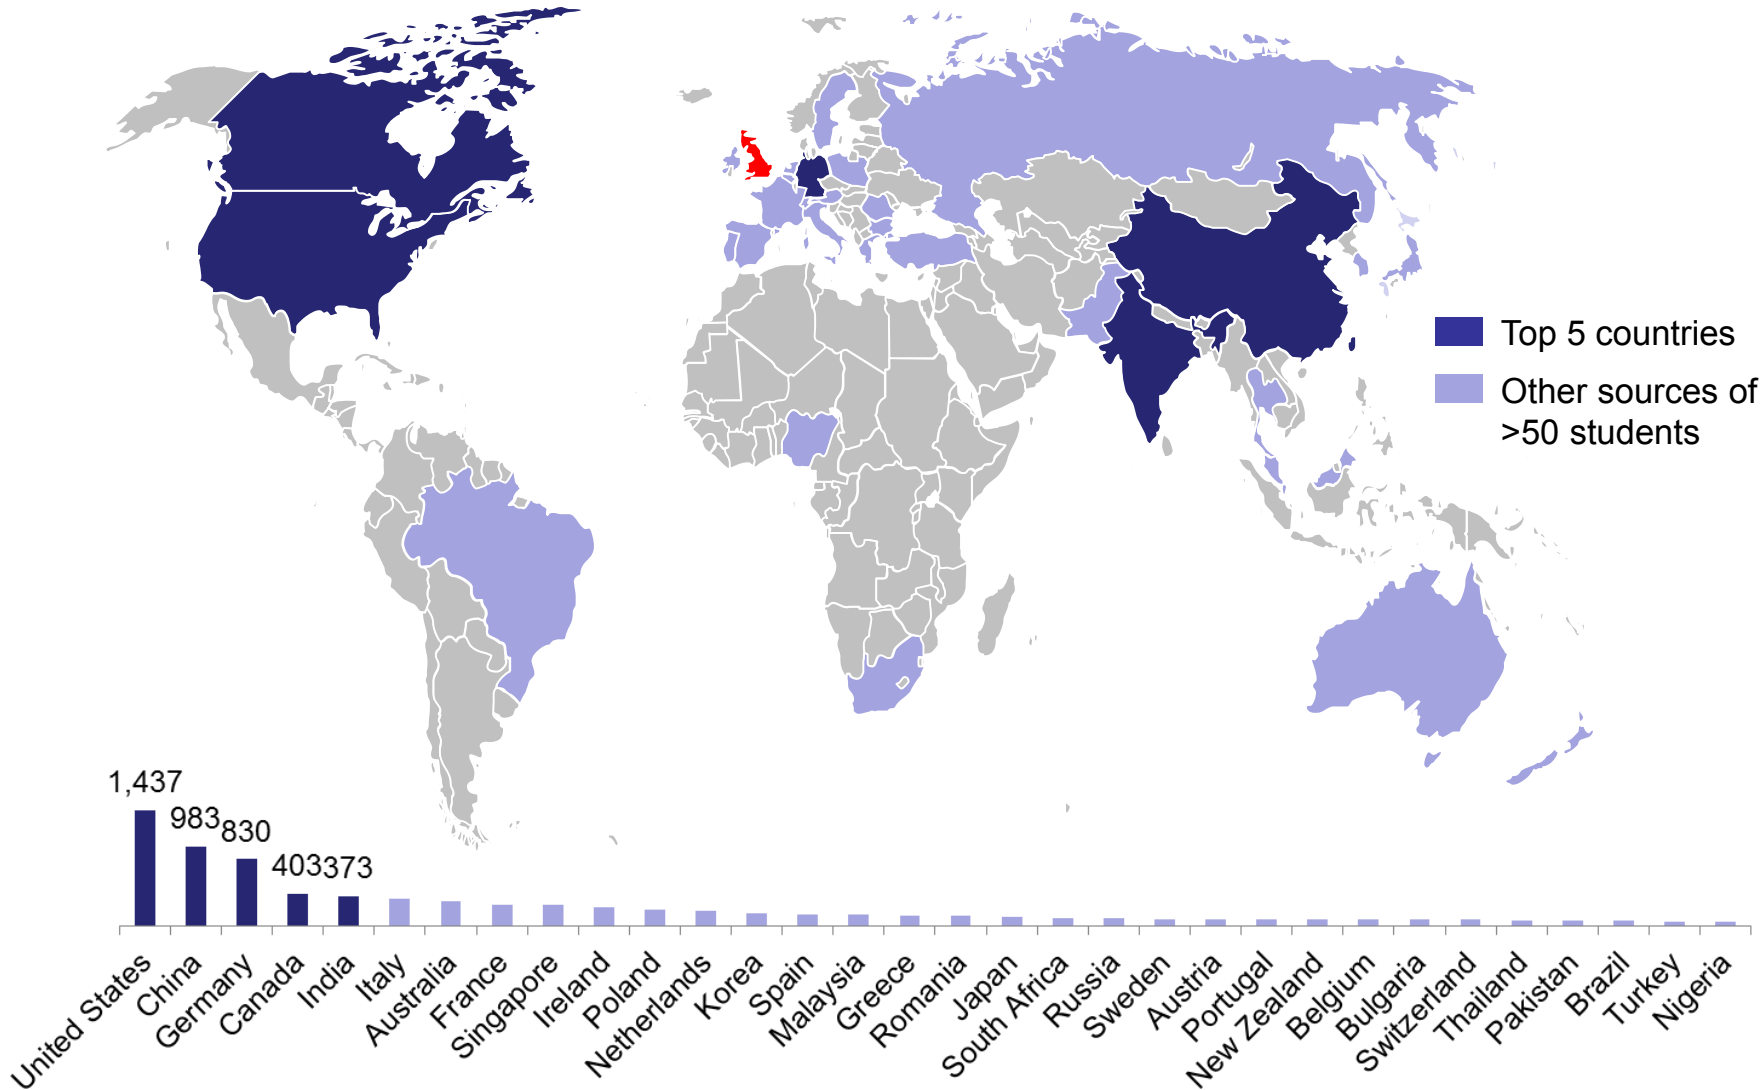 Top 5 countries
Other sources of
>50 students
1,437
983
830
403
373
United States
China
Germany
Canada
India
Italy
Australia
France
Singapore
Ireland
Poland
Netherlands
Korea
Spain
Malaysia
Greece
Romania
Japan
South Africa
Russia
Sweden
Austria
Portugal
New Zealand
Belgium
Bulgaria
Switzerland
Thailand
Pakistan
Brazil
Turkey
Nigeria